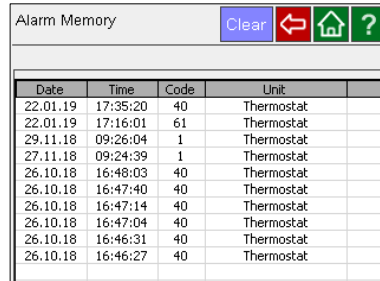 Alarm Memory Clear ?
Date Time Code Unit
22.01.19 17:35:20 40 Thermostat
22.01.19 17:16:01 61 Thermostat
29.11.18 09:26:04 1 Thermostat
27.11.18 09:24:39 1 Thermostat
26.10.18 16:48:03 40 Thermostat
26.10.18 16:47:40 40 Thermostat
26.10.18 16:47:14 40 Thermostat
26.10.18 16:47:04 40 Thermostat
26.10.18 16:46:31 40 Thermostat
26.10.18 16:46:27 40 Thermostat